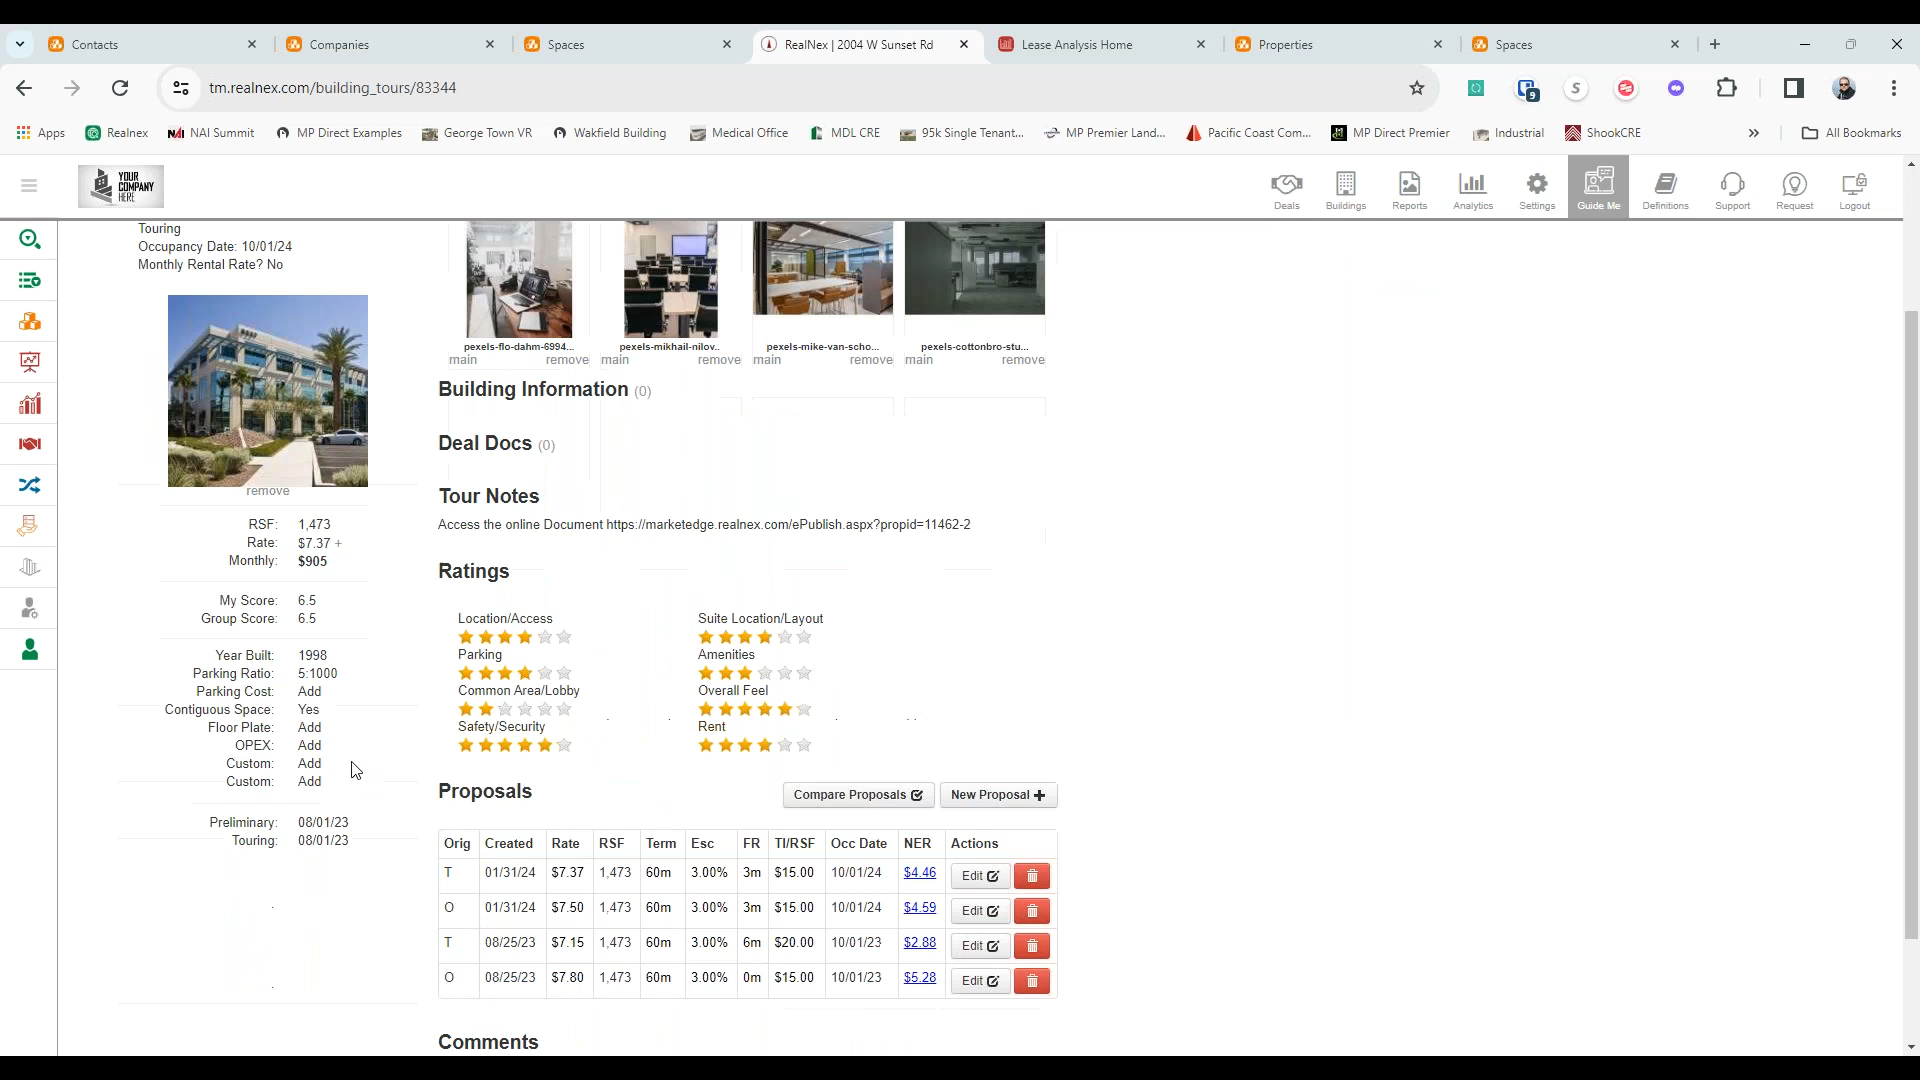 Contacts
Companies
Spaces
RealNex | 2004 W Sunset Rd
Lease Analysis Home
Properties
Spaces
tm.realnex.com/building_tours/83344
S
9
Apps
Realnex
NAI Summit
MP Direct Examples
George Town VR
Wakfield Building
Medical Office
MDL CRE
95k Single Tenant...
MP Premier Land...
Pacific Coast Com...
MP Direct Premier
Industrial
ShookCRE
All Bookmarks
YOUR COMPANY HERE
Deals
Buildings
Reports
Analytics
Settings
Guide Me
Definitions
Support
Request
Logout
Touring
Occupancy Date: 10/01/24
Monthly Rental Rate? No
remove
RSF: 1,473
Rate: $7.37 +
Monthly: $905
My Score: 6.5
Group Score: 6.5
Year Built: 1998
Parking Ratio: 5:1000
Parking Cost: Add
Contiguous Space: Yes
Floor Plate: Add
OPEX: Add
Custom: Add
Custom: Add
Preliminary: 08/01/23
Touring: 08/01/23
pexels-flo-dahm-6994...
main remove
pexels-mikhail-nilov..
main remove
pexels-mike-van-scho...
main remove
pexels-cottonbro-stu...
main remove
Building Information (0)
Deal Docs (0)
Tour Notes
Access the online Document https://marketedge.realnex.com/ePublish.aspx?propid=11462-2
Ratings
Location/Access
Suite Location/Layout
Parking
Amenities
Common Area/Lobby
Overall Feel
Safety/Security
Rent
Proposals
Compare Proposals
New Proposal
Orig Created Rate RSF Term Esc FR TI/RSF Occ Date NER Actions
T 01/31/24 $7.37 1,473 60m 3.00% 3m $15.00 10/01/24 $4.46 Edit
O 01/31/24 $7.50 1,473 60m 3.00% 3m $15.00 10/01/24 $4.59 Edit
T 08/25/23 $7.15 1,473 60m 3.00% 6m $20.00 10/01/23 $2.88 Edit
O 08/25/23 $7.80 1,473 60m 3.00% 0m $15.00 10/01/23 $5.28 Edit
Comments